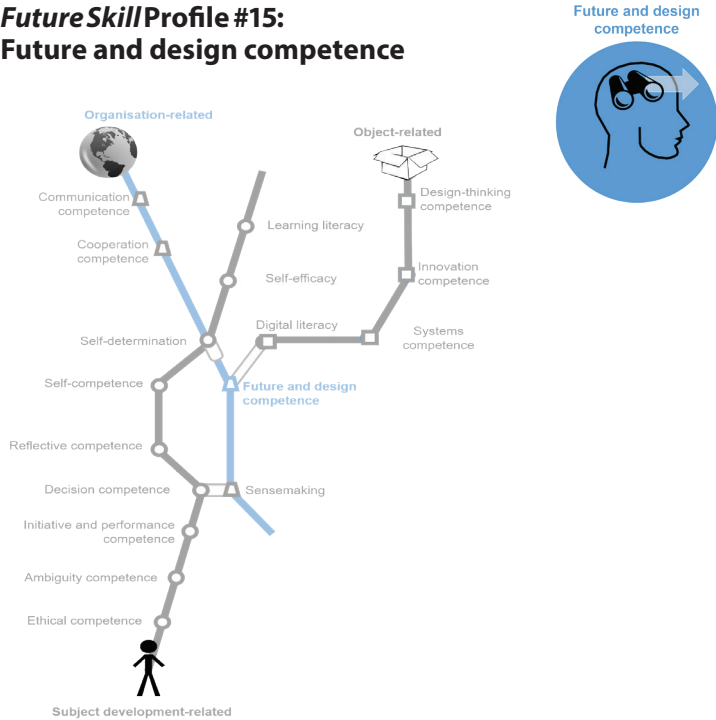 Future Skill Profile #15:
Future and design competence
Future and design
competence
Organisation-related
Object-related
Communication
competence
Design-thinking
competence
Learning literacy
Cooperation
competence
Self-efficacy
Innovation
competence
Digital literacy
Self-determination
Systems
competence
Self-competence
Future and design
competence
Reflective competence
Decision competence
Sensemaking
Initiative and performance
competence
Ambiguity competence
Ethical competence
Subject development-related